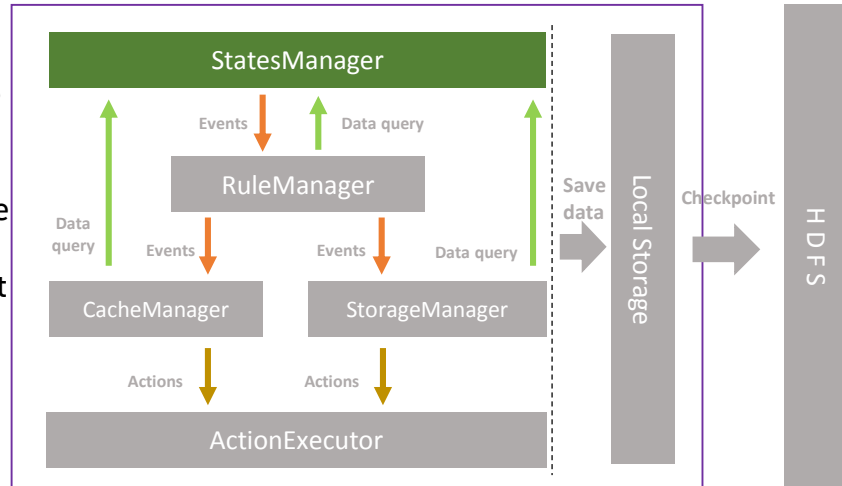 StatesManager
Events
Data query
RuleManager
Save
data
Local Storage
Checkpoint
HDFS
e
Data
query
Events
Events
Data query
t
CacheManager
StorageManager
Actions
Actions
ActionExecutor